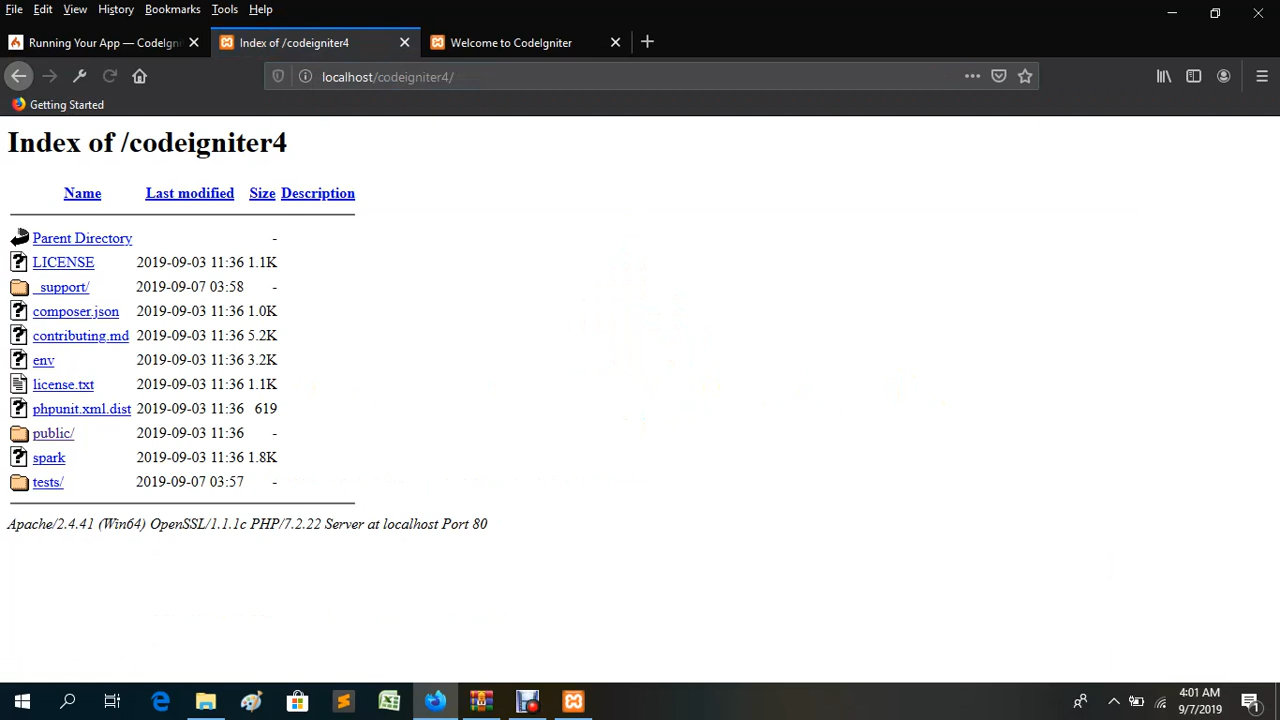 File Edit View History Bookmarks Tools Help
Running Your App — CodeIgni
Index of /codeigniter4
Welcome to CodeIgniter
localhost/codeigniter4/
Getting Started
Index of /codeigniter4
Name Last modified Size Description
Parent Directory -
LICENSE 2019-09-03 11:36 1.1K
_support/ 2019-09-07 03:58 -
composer.json 2019-09-03 11:36 1.0K
contributing.md 2019-09-03 11:36 5.2K
env 2019-09-03 11:36 3.2K
license.txt 2019-09-03 11:36 1.1K
phpunit.xml.dist 2019-09-03 11:36 619
public/ 2019-09-03 11:36 -
spark 2019-09-03 11:36 1.8K
tests/ 2019-09-07 03:57 -
Apache/2.4.41 (Win64) OpenSSL/1.1.1c PHP/7.2.22 Server at localhost Port 80
4:01 AM
9/7/2019
1